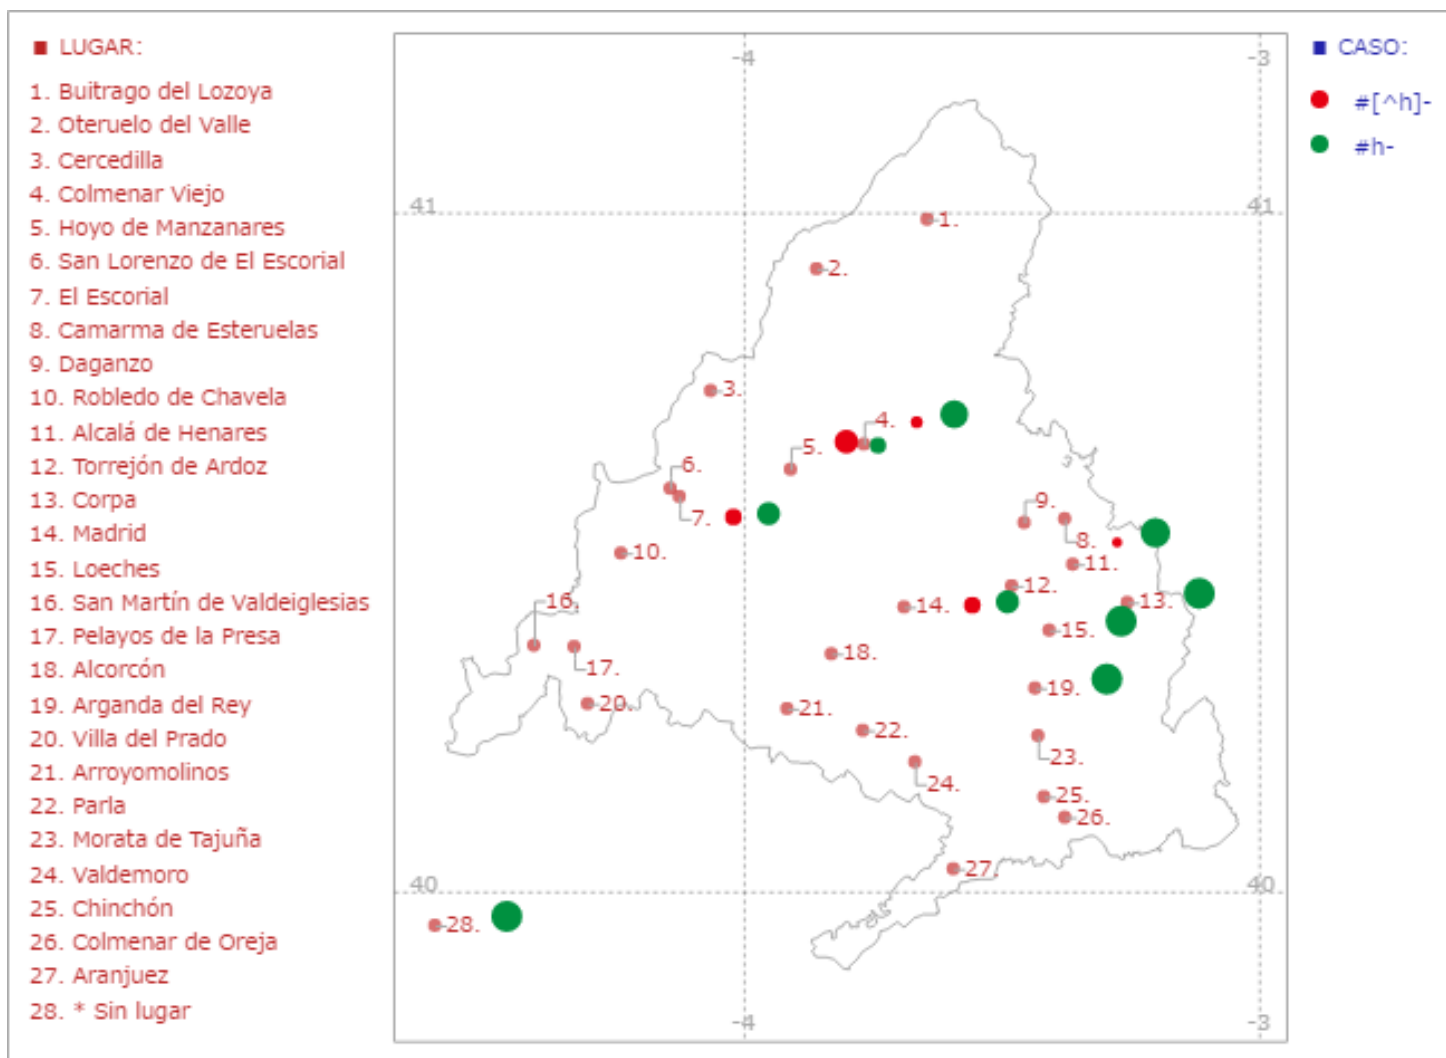 LUGAR:
1. Buitrago del Lozoya
2. Oteruelo del Valle
3. Cercedilla
4. Colmenar Viejo
5. Hoyo de Manzanares
6. San Lorenzo de El Escorial
7. El Escorial
8. Camarma de Esteruelas
9. Daganzo
10. Robledo de Chavela
11. Alcalá de Henares
12. Torrejón de Ardoz
13. Corpa
14. Madrid
15. Loeches
16. San Martín de Valdeiglesias
17. Pelayos de la Presa
18. Alcorcón
19. Arganda del Rey
20. Villa del Prado
21. Arroyomolinos
22. Parla
23. Morata de Tajuña
24. Valdemoro
25. Chinchón
26. Colmenar de Oreja
27. Aranjuez
28. * Sin lugar
-4 -3
41 41
1.
2.
3.
4.
5.
6.
7.
9.
8.
10.
11.
12.
16.
14.
13.
15.
18.
17.
19.
20.
21.
22.
23.
24.
25.
26.
27.
40 40
28.
-4 -3
CASO:
#[^h]-
#h-